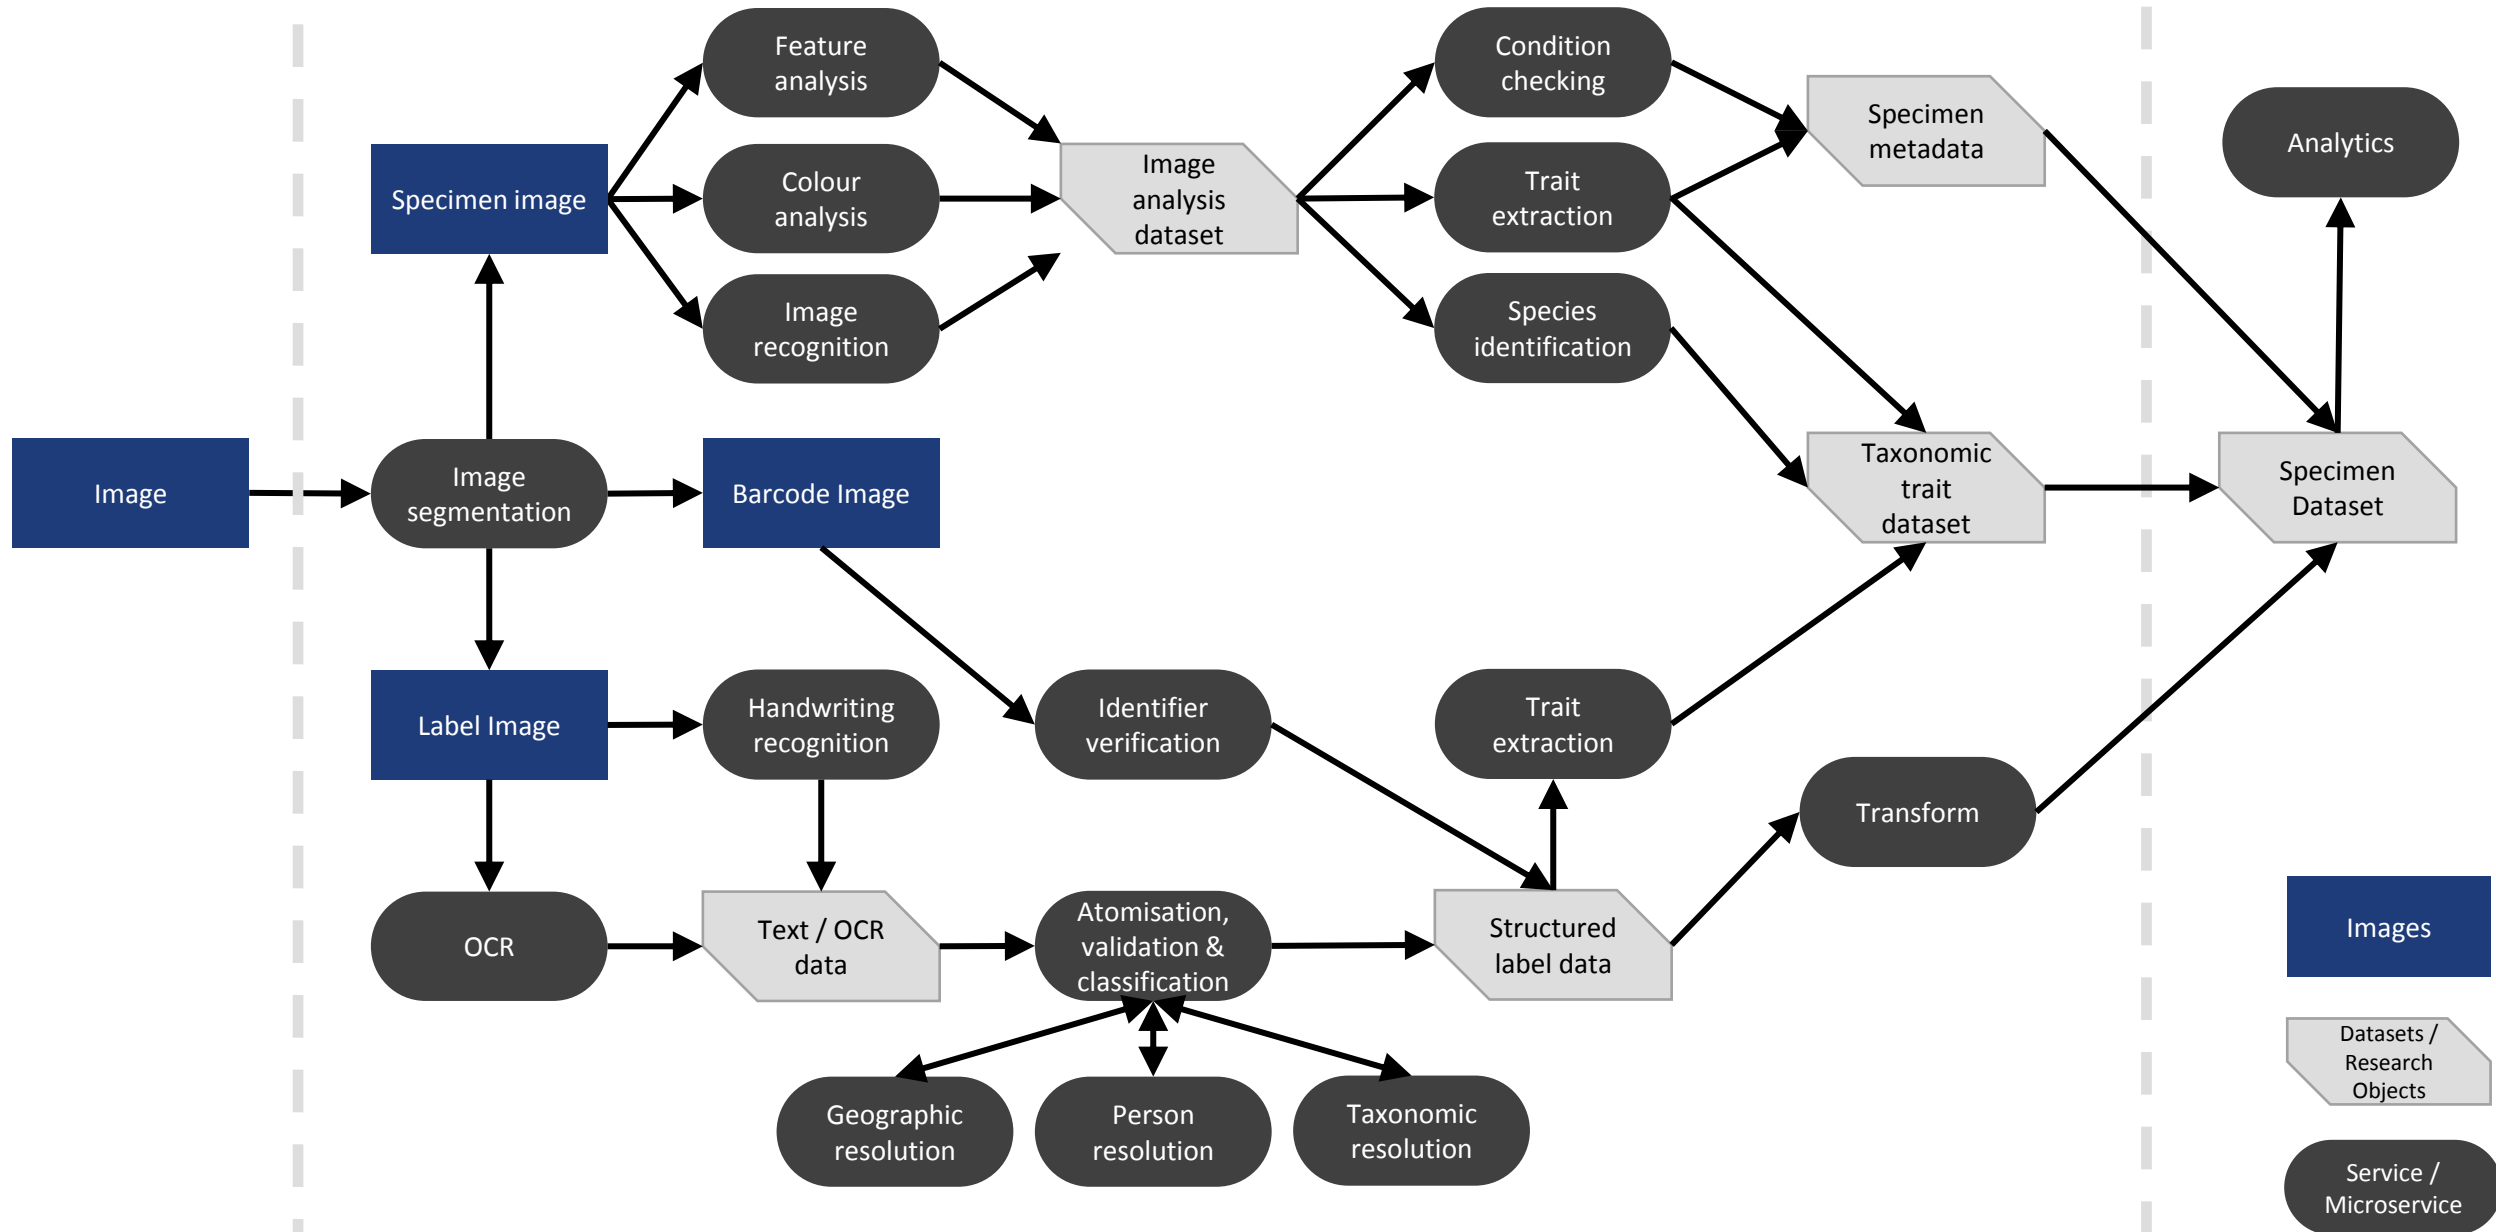 Feature
analysis
Condition
checking
Specimen
metadata
Analytics
Specimen image
Colour
analysis
Image
analysis
dataset
Trait
extraction
Image
recognition
Species
identification
Image
Image
segmentation
Barcode Image
Taxonomic
trait
dataset
Specimen
Dataset
Label Image
Handwriting
recognition
Identifier
verification
Trait
extraction
Transform
OCR
Text / OCR
data
Atomisation,
validation &
classification
Structured
label data
Images
Geographic
resolution
Person
resolution
Taxonomic
resolution
Datasets /
Research
Objects
Service /
Microservice